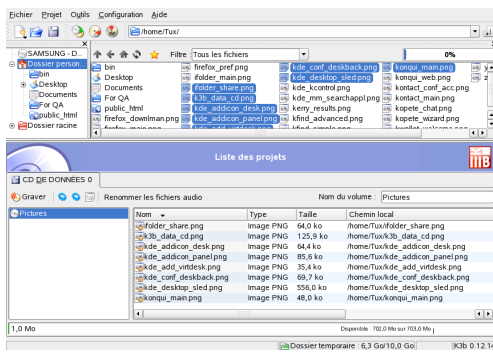 Fichier Projet Outils Configuration Aide
/home/Tux/
SAMSUNG - D...
Dossier person...
bin
Desktop
Documents
For QA
public_html
Dossier racine
Filtre Tous les fichiers 0%
bin firefox_pref.png kde_conf_deskback.png konqui_main.png
Desktop ifolder_main.png kde_desktop_sled.png konqui_web.png
Documents ifolder_share.png kde_kcontrol.png kontact_conf_acc.png
For QA k3b_data_cd.png kde_nm_searchappl.png kontact_main.png
public_html kde_addicon_desk.png kerry_results.png kopete_chat.png
firefox_downlman.png kde_addicon_panel.png kfind_advanced.png kopete_wizard.png
firefox_main.png kde_add_virtdesk.png kfind_simple.png kwallet_welcome.png
Liste des projets
CD DE DONNÉES 0
Graver Renommer les fichiers audio Nom du volume : Pictures
Pictures
Nom Type Taille Chemin local
ifolder_share.png Image PNG 64,0 ko /home/Tux/ifolder_share.png
k3b_data_cd.png Image PNG 125,9 ko /home/Tux/k3b_data_cd.png
kde_addicon_desk.png Image PNG 64,4 ko /home/Tux/kde_addicon_desk.png
kde_addicon_panel.png Image PNG 85,6 ko /home/Tux/kde_addicon_panel.png
kde_add_virtdesk.png Image PNG 35,4 ko /home/Tux/kde_add_virtdesk.png
kde_conf_deskback.png Image PNG 69,7 ko /home/Tux/kde_conf_deskback.png
kde_desktop_sled.png Image PNG 556,0 ko /home/Tux/kde_desktop_sled.png
konqui_main.png Image PNG 48,0 ko /home/Tux/konqui_main.png
1,0 Mo Disponible : 702,0 Mo sur 703,0 Mo
Dossier temporaire : 6,3 Go/10,0 Go K3b 0.12.14